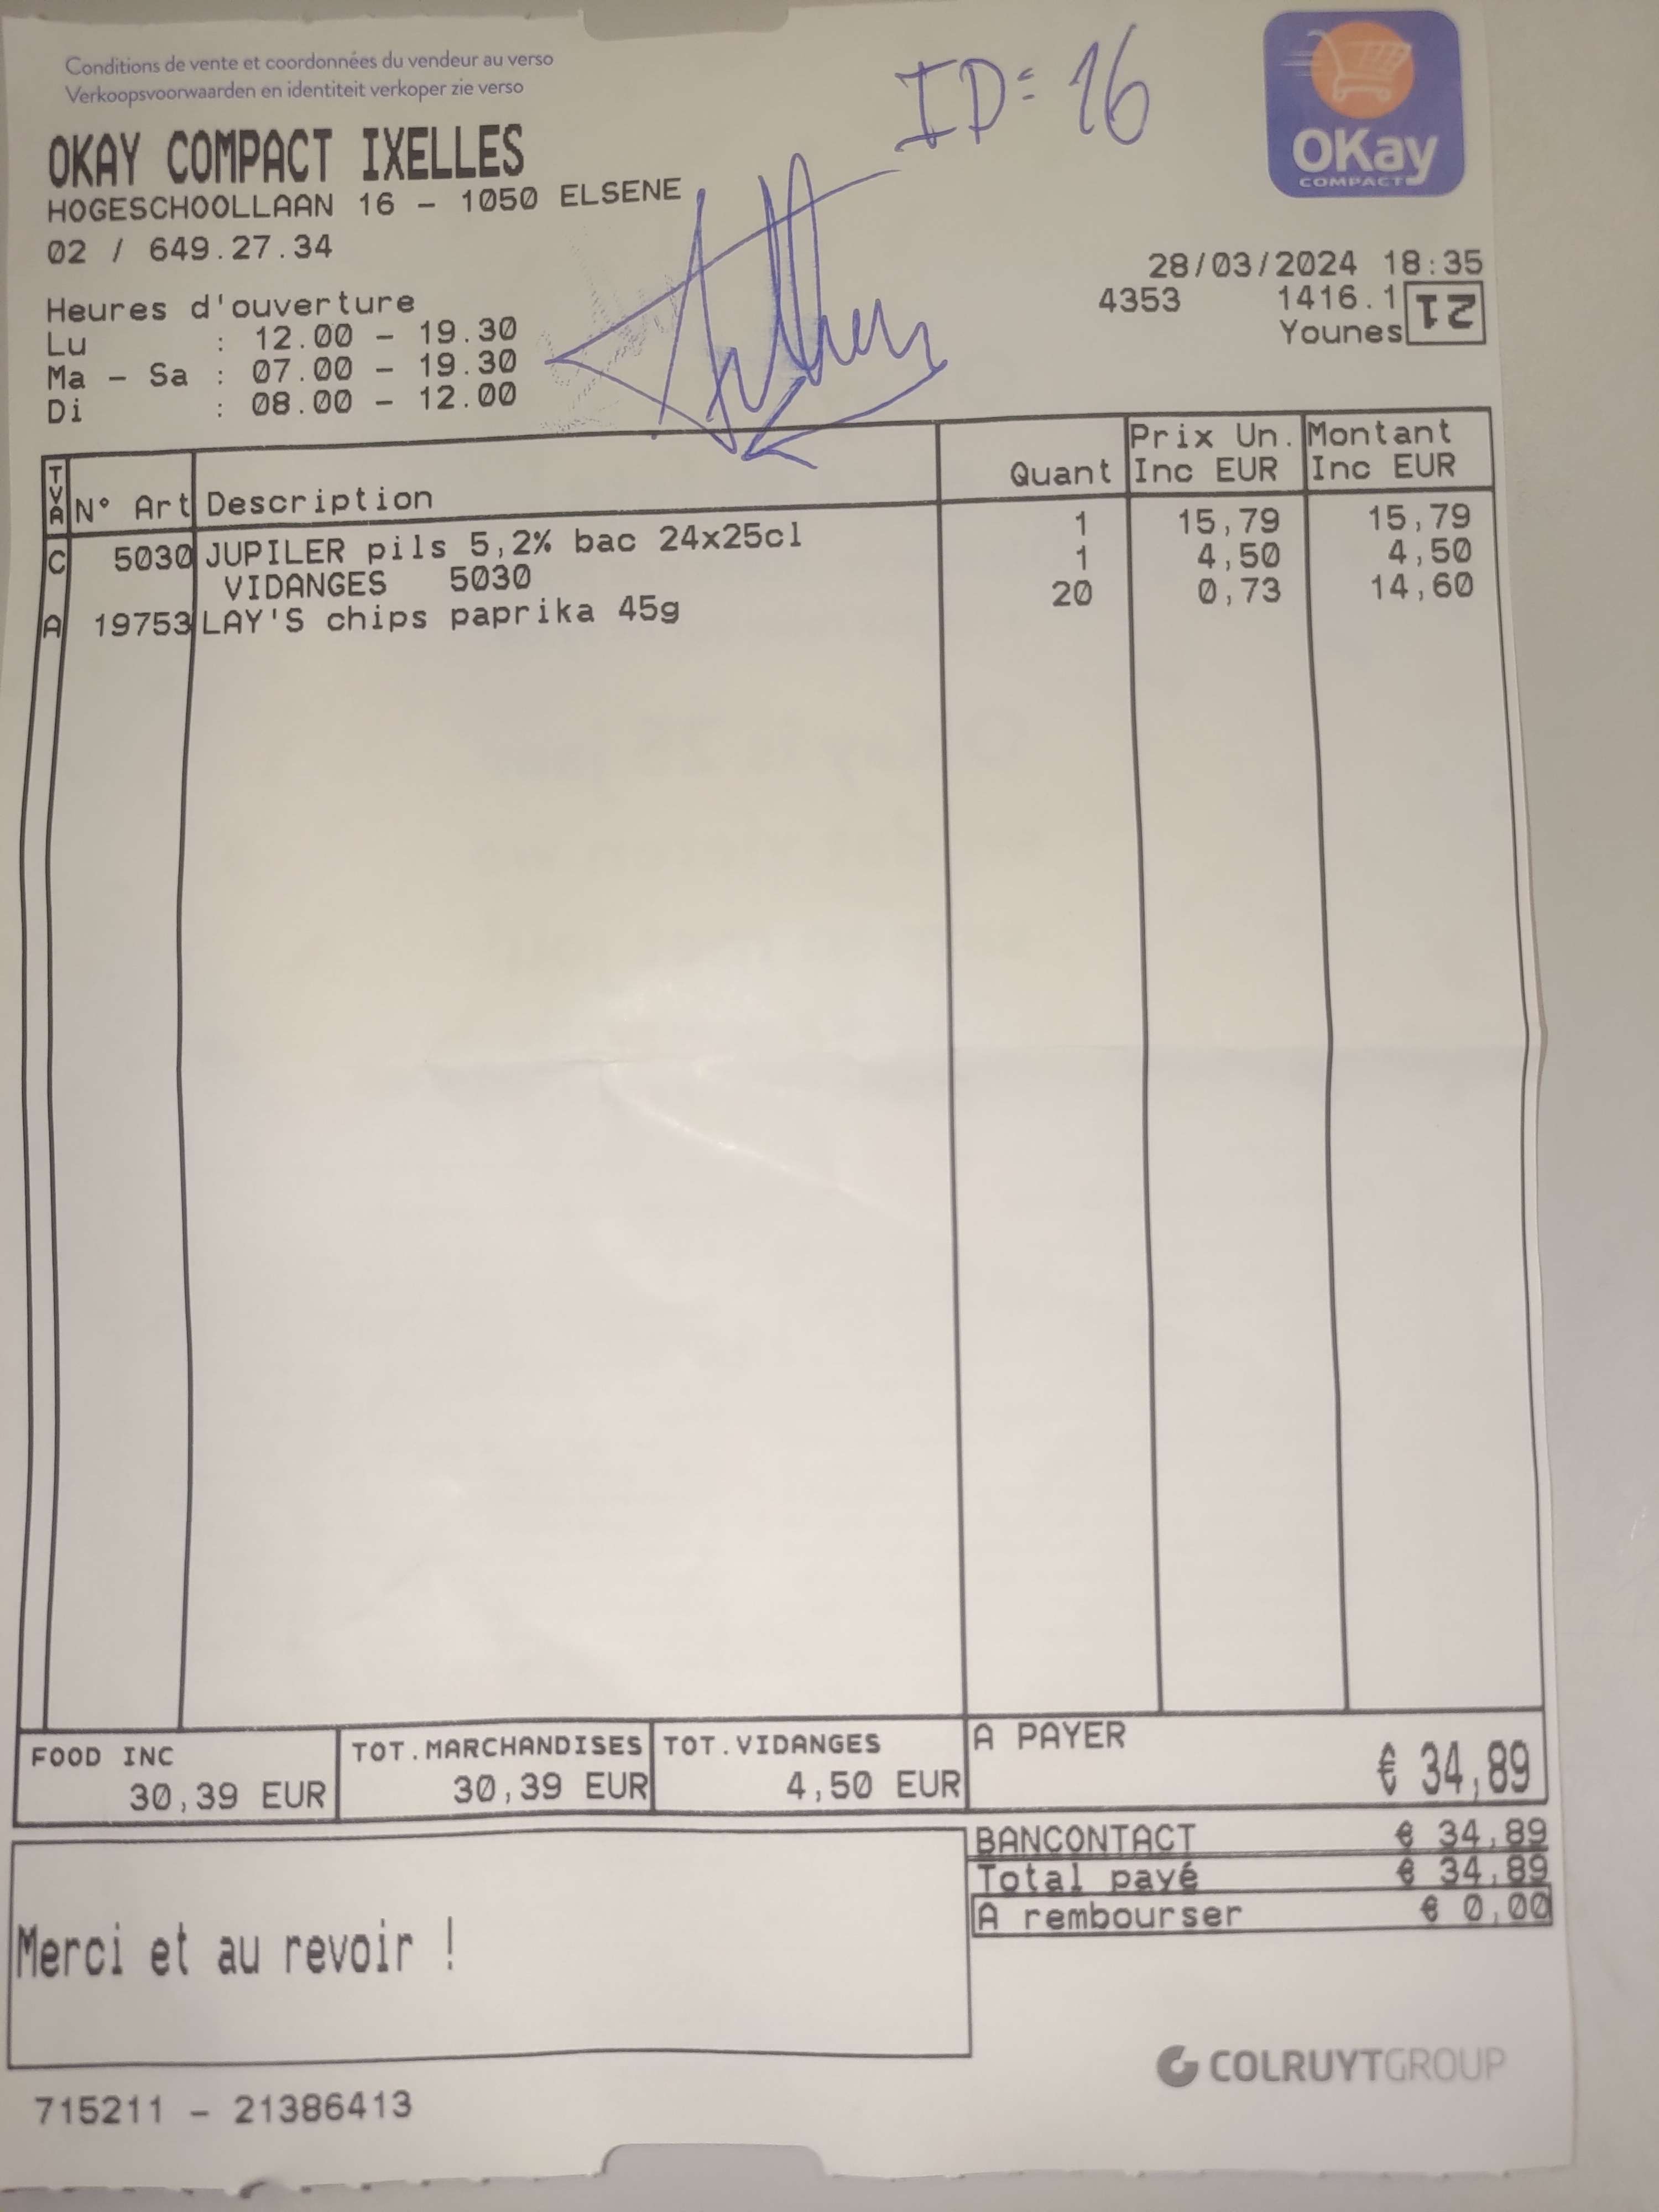 Conditions de vente et coordonnées du vendeur au verso
Verkoopsvoorwaarden en identiteit verkoper zie verso
ID=16
OKay
COMPACT
OKAY COMPACT IXELLES
HOGESCHOOLLAAN 16 - 1050 ELSENE
02 / 649.27.34
28/03/2024 18:35
4353 1416.1 21
Younes
Heures d'ouverture
Lu : 12.00 - 19.30
Ma - Sa : 07.00 - 19.30
Di : 08.00 - 12.00
TVA N° Art Description Quant Prix Un. Inc EUR Montant Inc EUR
C 5030 JUPILER pils 5,2% bac 24x25cl 1 15,79 15,79
VIDANGES 5030 1 4,50 4,50
A 19753 LAY'S chips paprika 45g 20 0,73 14,60
FOOD INC TOT.MARCHANDISES TOT.VIDANGES A PAYER
30,39 EUR 30,39 EUR 4,50 EUR € 34,89
BANCONTACT € 34,89
Total payé € 34,89
A rembourser € 0,00
Merci et au revoir !
COLRUYTGROUP
715211 - 21386413